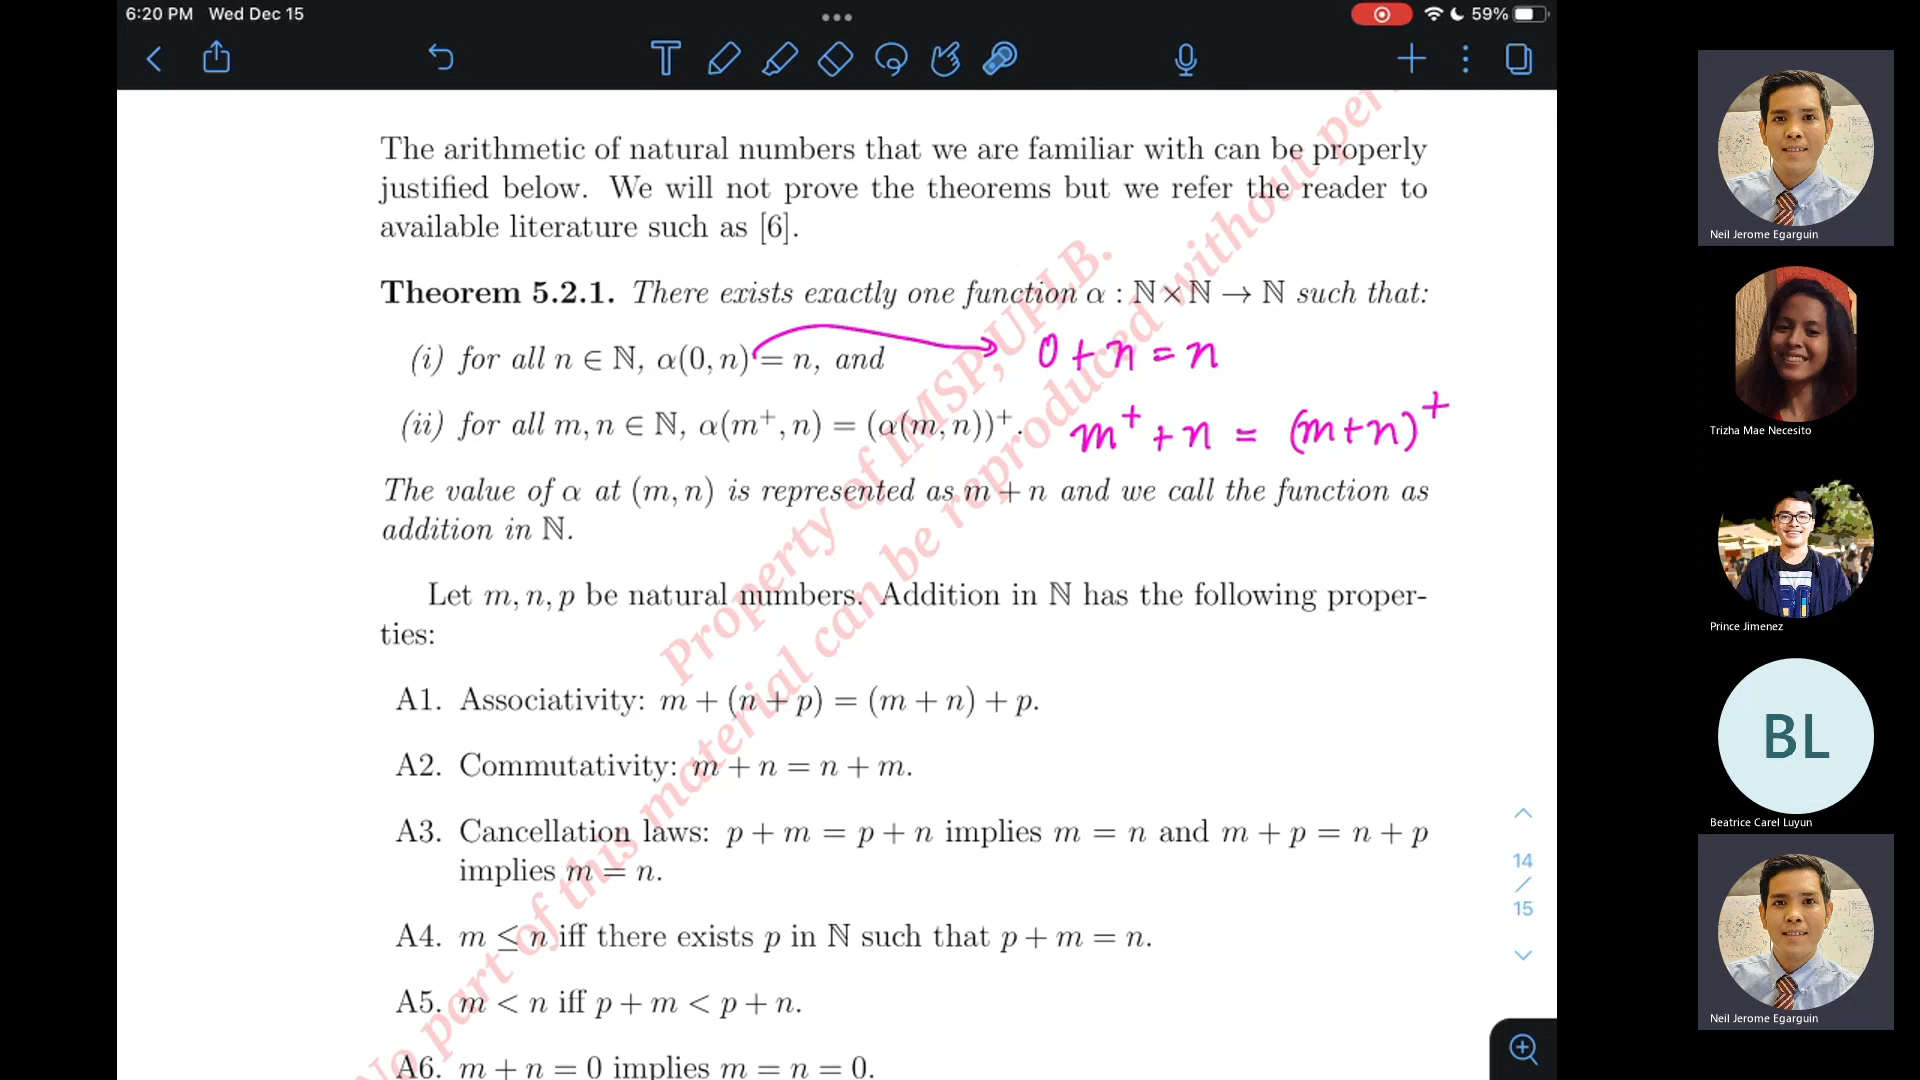 6:20 PM Wed Dec 15
59%
The arithmetic of natural numbers that we are familiar with can be properly
justified below. We will not prove the theorems but we refer the reader to
available literature such as [6].
Theorem 5.2.1. There exists exactly one function α : ℕ×ℕ → ℕ such that:
(i) for all n ∈ ℕ, α(0, n) = n, and
0 + n = n
(ii) for all m, n ∈ ℕ, α(m⁺, n) = (α(m, n))⁺.
m⁺ + n = (m+n)⁺
The value of α at (m, n) is represented as m + n and we call the function as
addition in ℕ.
Let m, n, p be natural numbers. Addition in ℕ has the following proper-
ties:
A1. Associativity: m + (n + p) = (m + n) + p.
A2. Commutativity: m + n = n + m.
A3. Cancellation laws: p + m = p + n implies m = n and m + p = n + p
implies m = n.
A4. m ≤ n iff there exists p in ℕ such that p + m = n.
A5. m < n iff p + m < p + n.
A6. m + n = 0 implies m = n = 0.
Property of IMSP, UPLB.
No part of this material can be reproduced without
14
/
15
Neil Jerome Egarguin
Trizha Mae Necesito
Prince Jimenez
BL
Beatrice Carel Luyun
Neil Jerome Egarguin